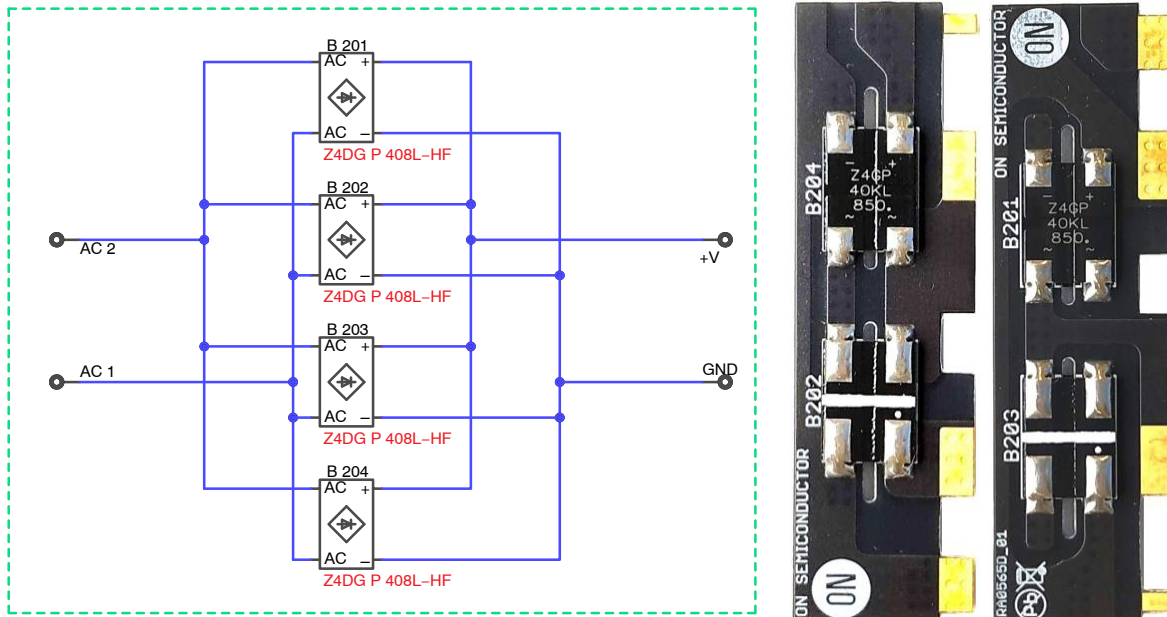 B 201
AC +
AC −
Z4DG P 408L−HF
B 202
AC +
AC −
Z4DG P 408L−HF
B 203
AC +
AC −
Z4DG P 408L−HF
B 204
AC +
AC −
Z4DG P 408L−HF
AC 2
AC 1
+V
GND
B204
− +
Z4GP
40KL
850.
~ ~
B202
ON SEMICONDUCTOR
ON
ON
ON SEMICONDUCTOR
B201
− +
Z4GP
40KL
850.
~ ~
B203
RA0565D_01
Pb